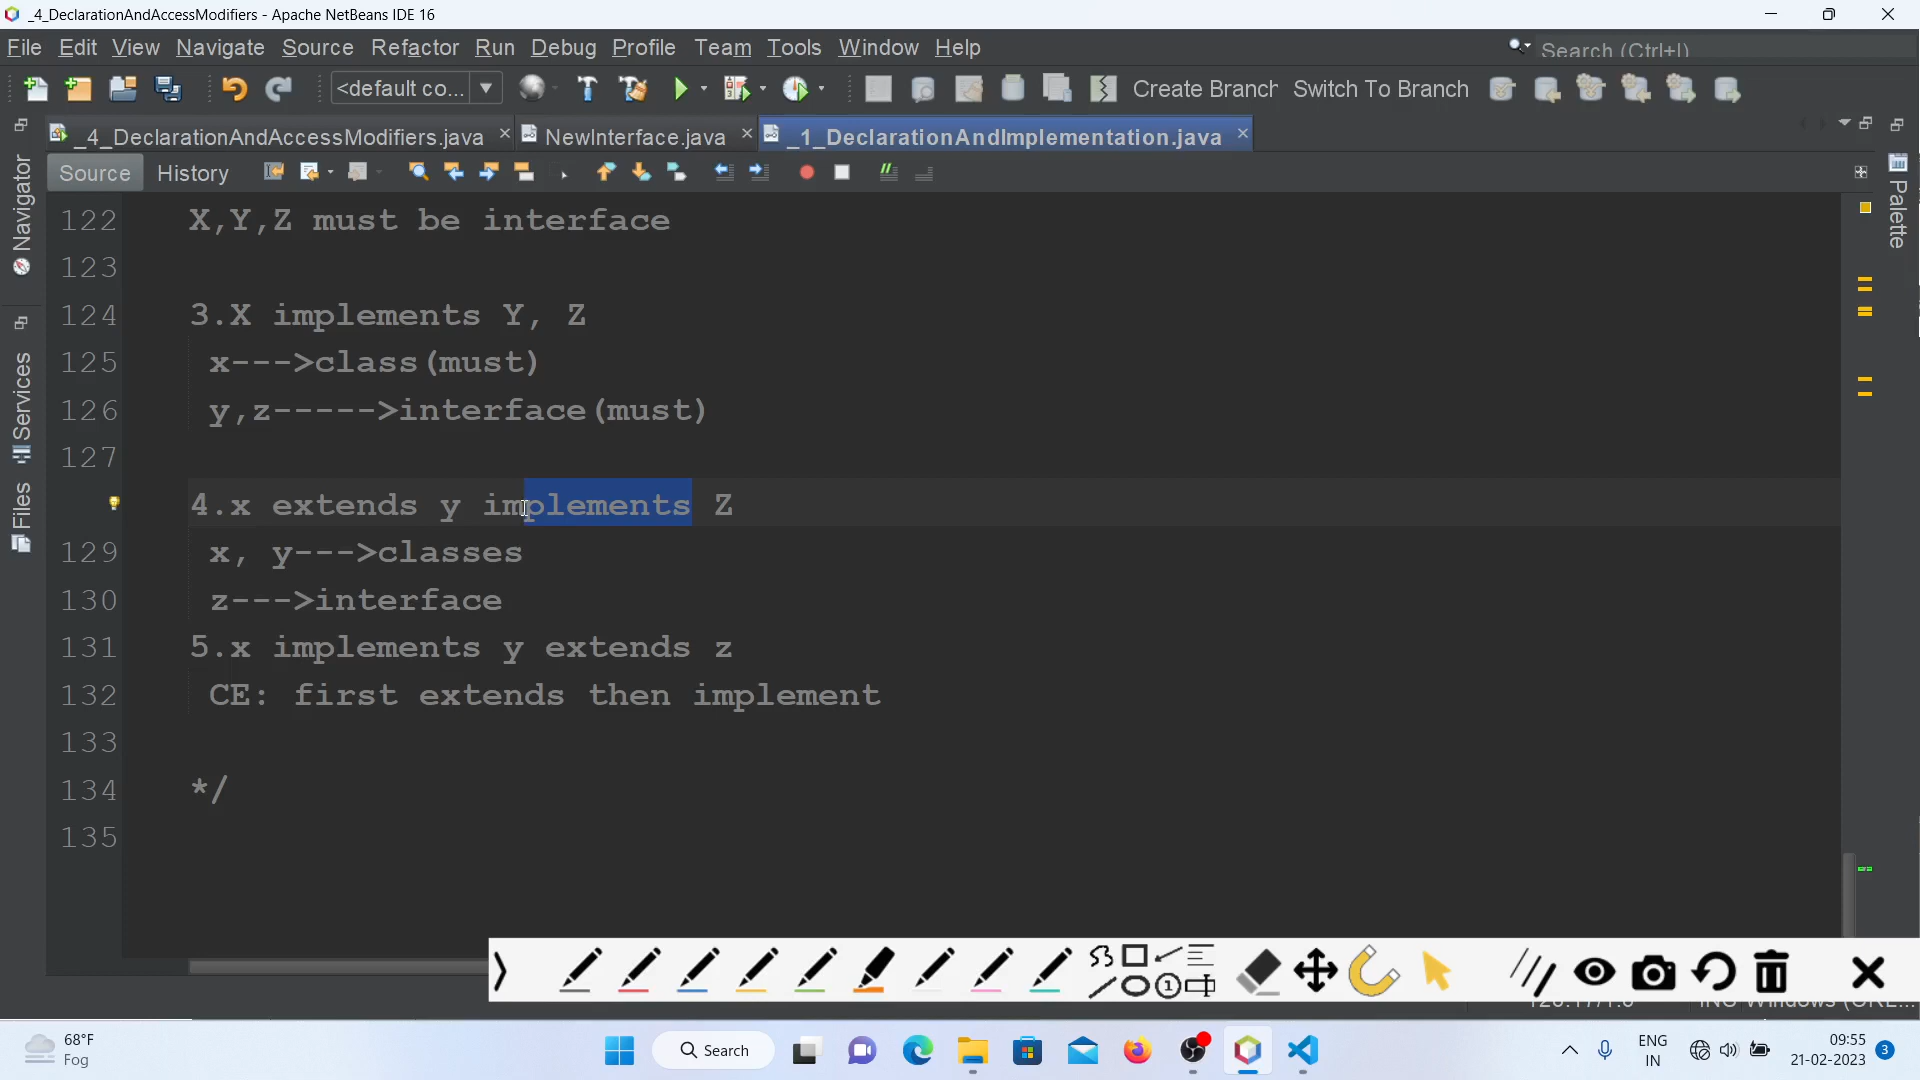 _4_DeclarationAndAccessModifiers - Apache NetBeans IDE 16
File Edit View Navigate Source Refactor Run Debug Profile Team Tools Window Help
Search (Ctrl+I)
<default co...
Create Branch Switch To Branch
_4_DeclarationAndAccessModifiers.java NewInterface.java _1_DeclarationAndImplementation.java
Source History
Navigator
Services
Files
Palette
122 X,Y,Z must be interface
123
124 3.X implements Y, Z
125 x--->class(must)
126 y,z----->interface(must)
127
4.x extends y implements Z
129 x, y--->classes
130 z--->interface
131 5.x implements y extends z
132 CE: first extends then implement
133
134 */
135
68°F
Fog
Search
ENG
IN
09:55
21-02-2023
3